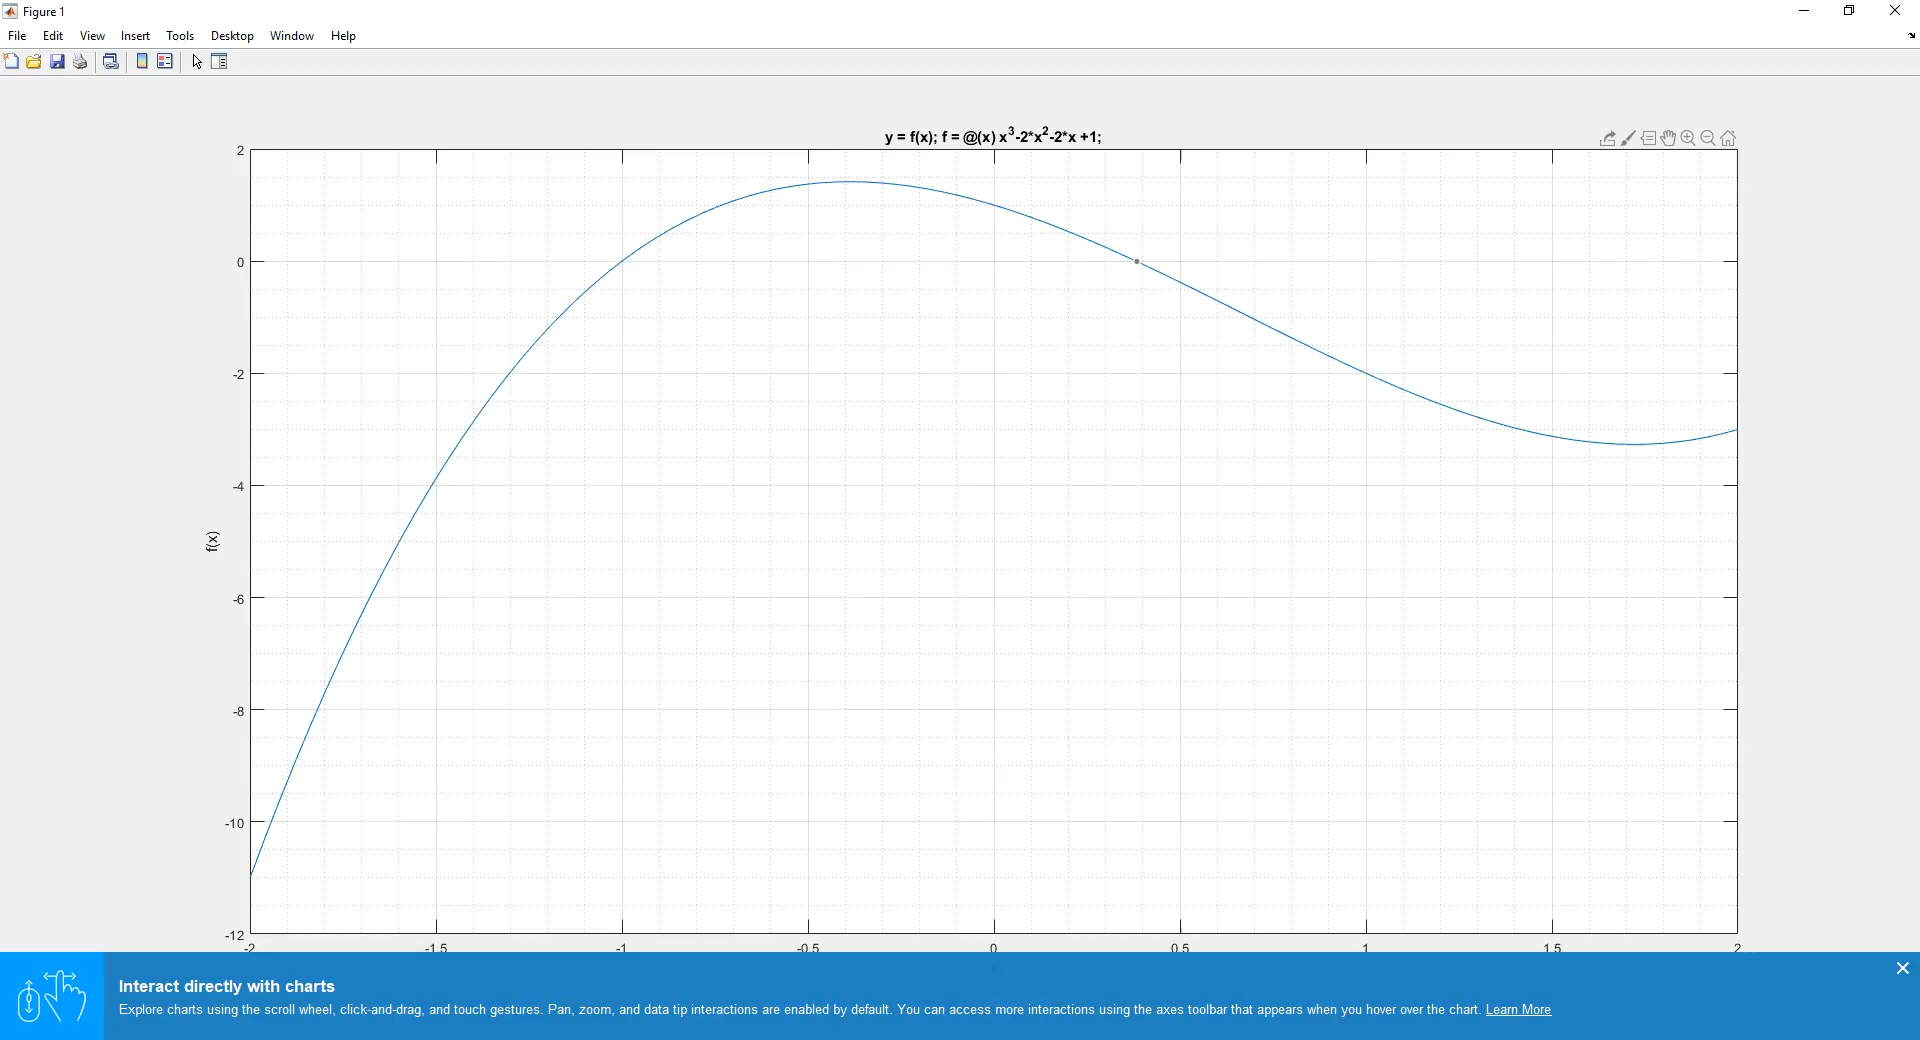 Figure 1
File Edit View Insert Tools Desktop Window Help
y = f(x); f = @(x) x^3-2*x^2-2*x +1;
2
0
-2
-4
f(x)
-6
-8
-10
-12
-2 -1.5 -1 -0.5 0 0.5 1 1.5 2
Interact directly with charts
Explore charts using the scroll wheel, click-and-drag, and touch gestures. Pan, zoom, and data tip interactions are enabled by default. You can access more interactions using the axes toolbar that appears when you hover over the chart. Learn More